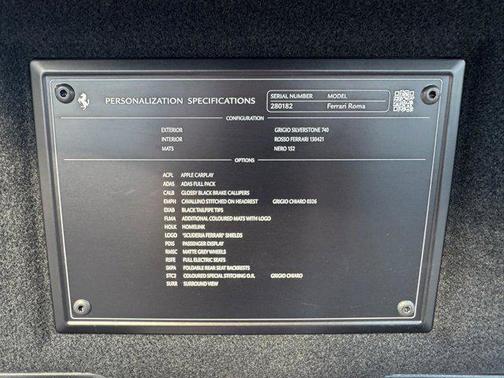 PERSONALIZATION SPECIFICATIONS
SERIAL NUMBER MODEL
280182 Ferrari Roma
CONFIGURATION
EXTERIOR GRIGIO SILVERSTONE 740
INTERIOR ROSSO FERRARI 130421
MATS NERO 152
OPTIONS
ACPL APPLE CARPLAY
ADAS ADAS FULL PACK
CALB GLOSSY BLACK BRAKE CALLIPERS
EMPH CAVALLINO STITCHED ON HEADREST GRIGIO CHIARO 0326
EXAB BLACK TAILPIPE TIPS
FLMA ADDITIONAL COLOURED MATS WITH LOGO
HOLK HOMELINK
LOGO "SCUDERIA FERRARI" SHIELDS
PDIS PASSENGER DISPLAY
RMSC MATTE GREY WHEELS
RSFE FULL ELECTRIC SEATS
SKPA FOLDABLE REAR SEAT BACKRESTS
STC2 COLOURED SPECIAL STITCHING O.R. GRIGIO CHIARO
SURR SURROUND VIEW